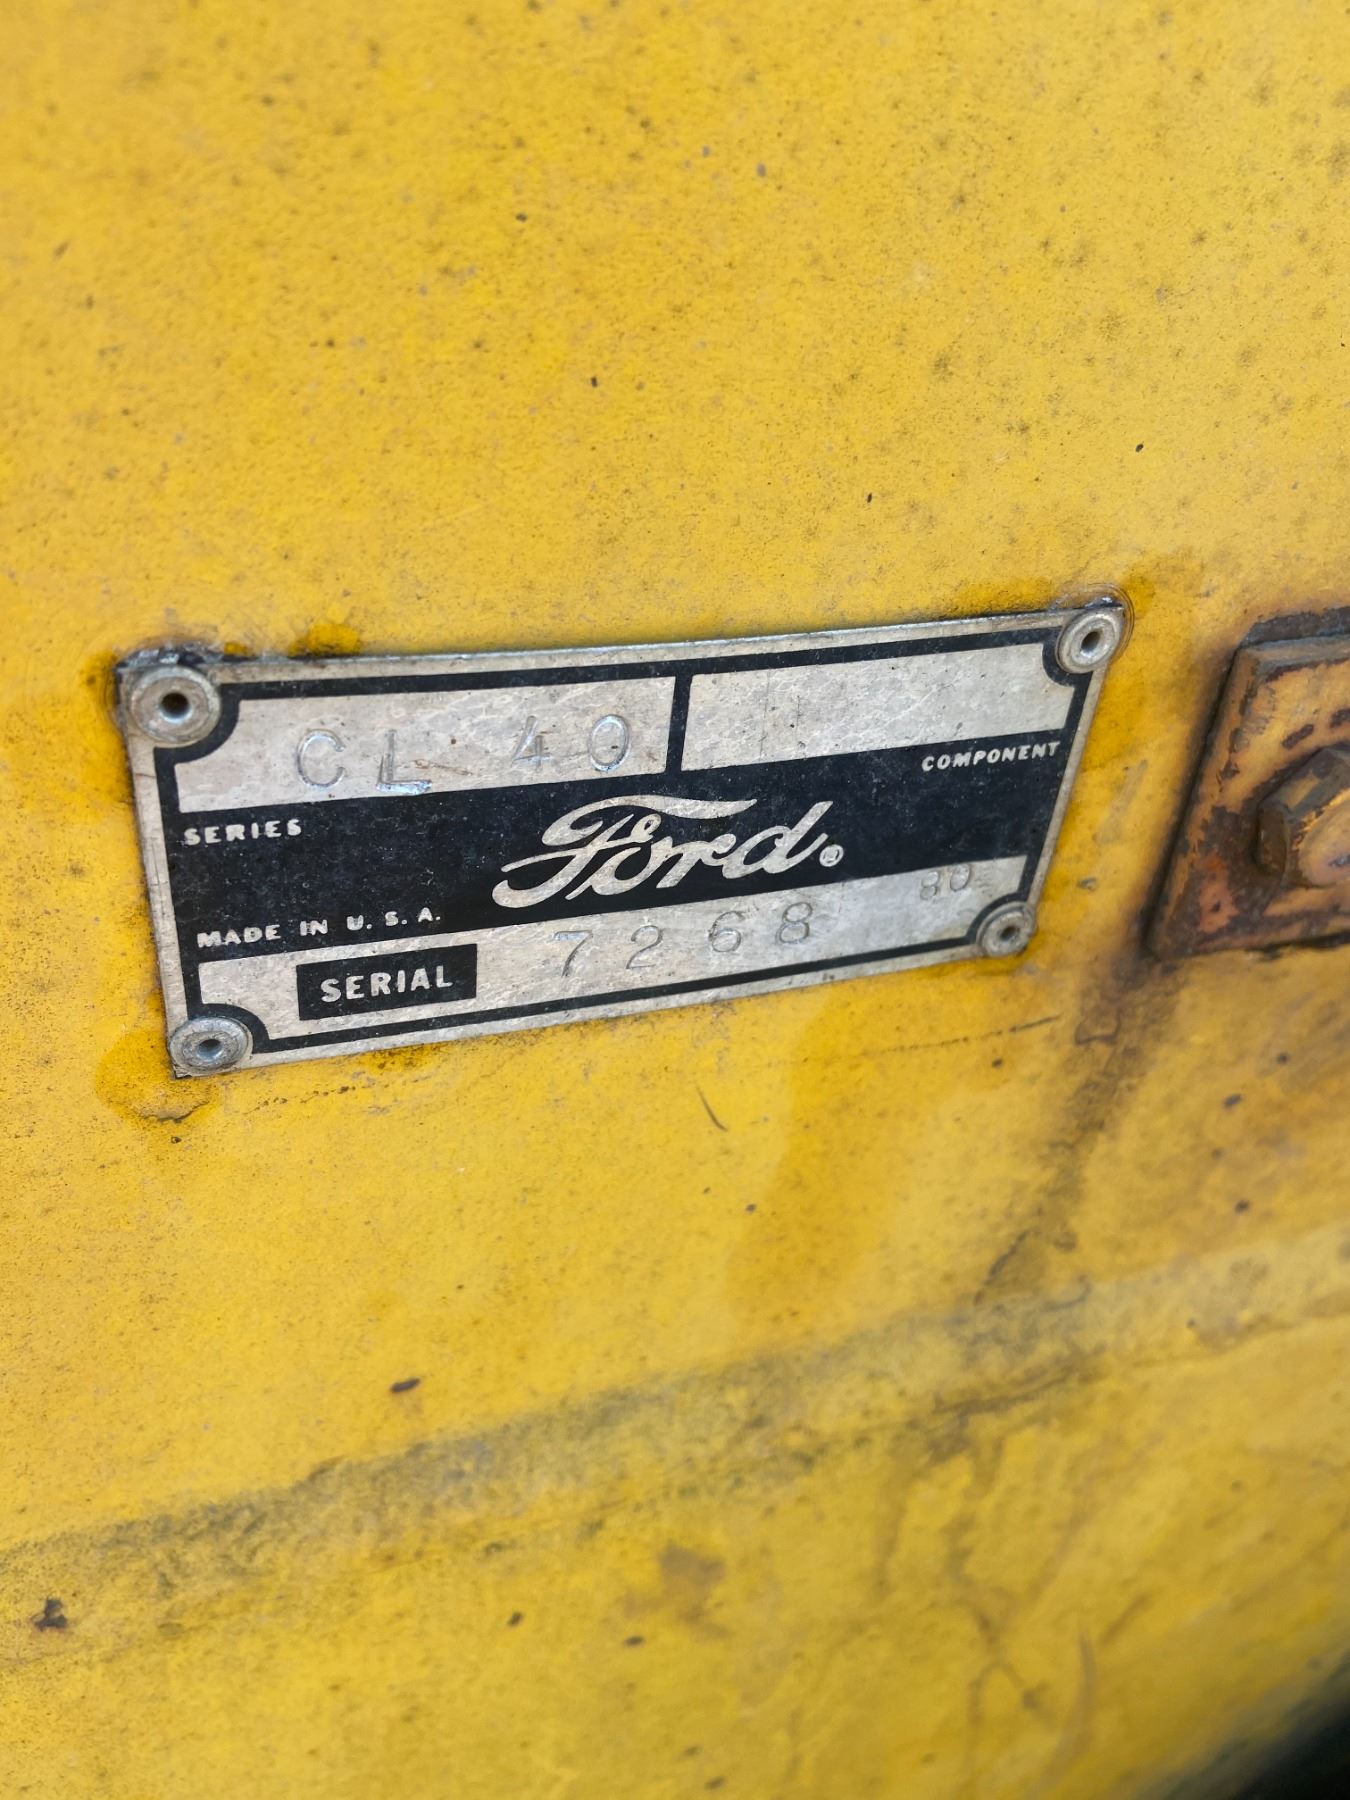 CL 40
SERIES
COMPONENT
Ford®
MADE IN U.S.A.
SERIAL 7268 80